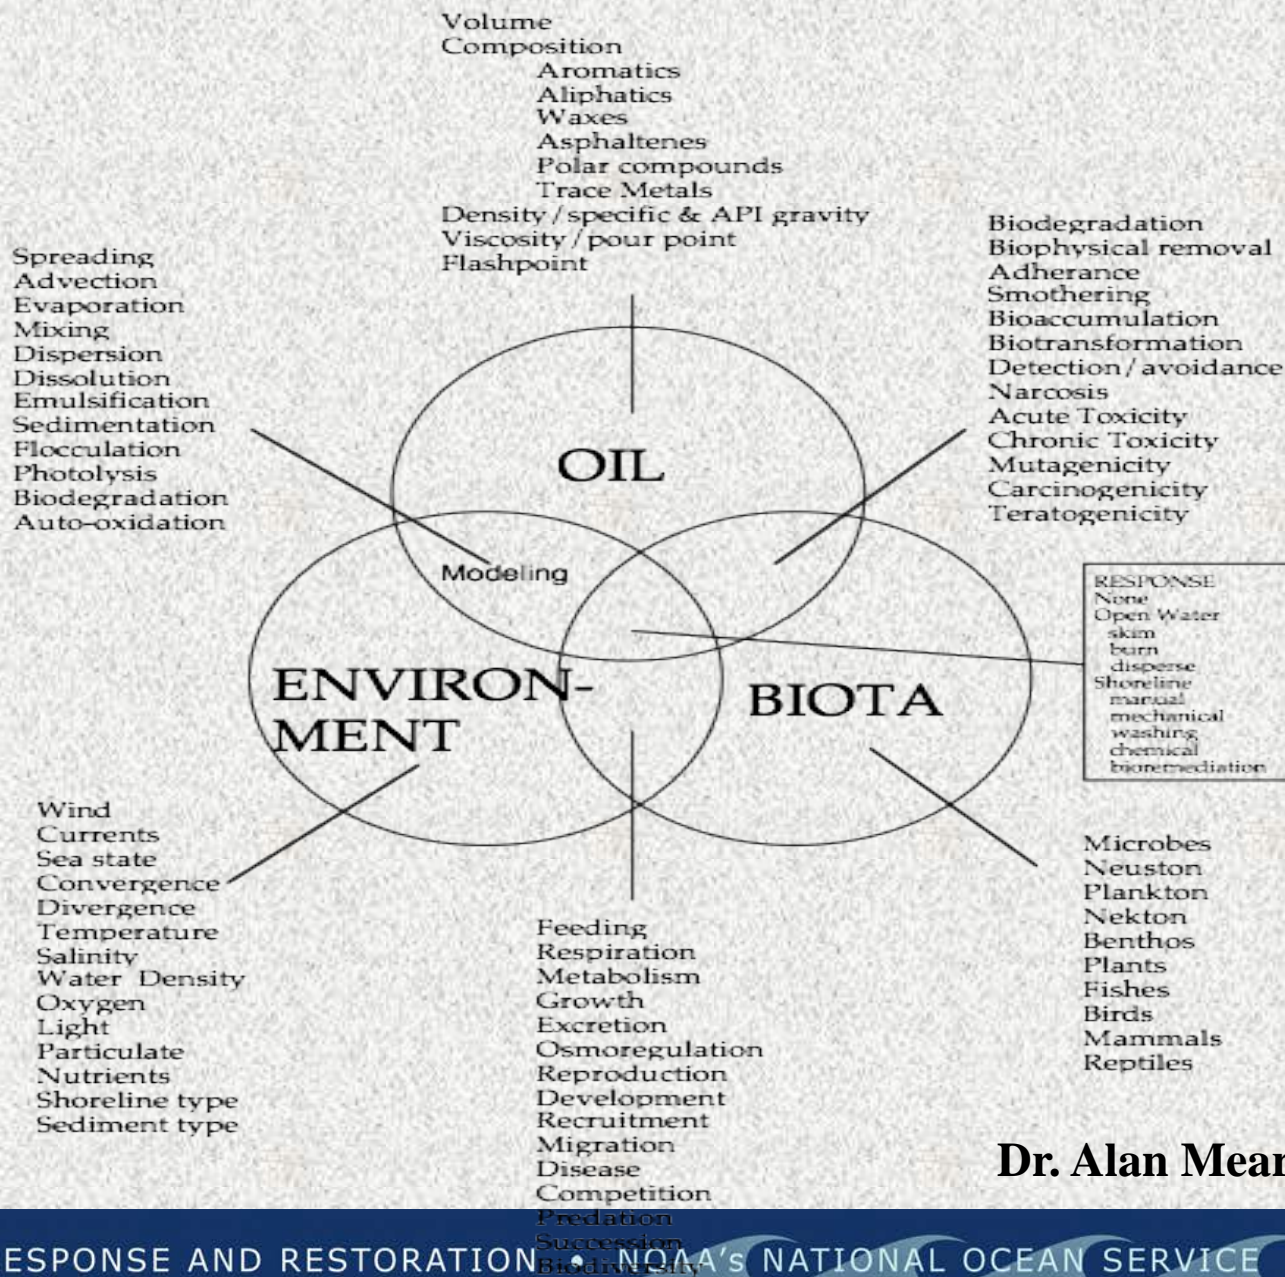 Volume
Composition
Aromatics
Aliphatics
Waxes
Asphaltenes
Polar compounds
Trace Metals
Density/specific & API gravity
Viscosity/pour point
Flashpoint
Spreading
Advection
Evaporation
Mixing
Dispersion
Dissolution
Emulsification
Sedimentation
Flocculation
Photolysis
Biodegradation
Auto-oxidation
Biodegradation
Biophysical removal
Adherance
Smothering
Bioaccumulation
Biotransformation
Detection/avoidance
Narcosis
Acute Toxicity
Chronic Toxicity
Mutagenicity
Carcinogenicity
Teratogenicity
OIL
Modeling
ENVIRON-
MENT
BIOTA
RESPONSE
None
Open Water
skim
burn
disperse
Shoreline
manual
mechanical
washing
chemical
bioremediation
Wind
Currents
Sea state
Convergence
Divergence
Temperature
Salinity
Water Density
Oxygen
Light
Particulate
Nutrients
Shoreline type
Sediment type
Feeding
Respiration
Metabolism
Growth
Excretion
Osmoregulation
Reproduction
Development
Recruitment
Migration
Disease
Competition
Predation
Succession
Biodiversity
Microbes
Neuston
Plankton
Nekton
Benthos
Plants
Fishes
Birds
Mammals
Reptiles
Dr. Alan Mear
ESPONSE AND RESTORATION • NOAA's NATIONAL OCEAN SERVICE